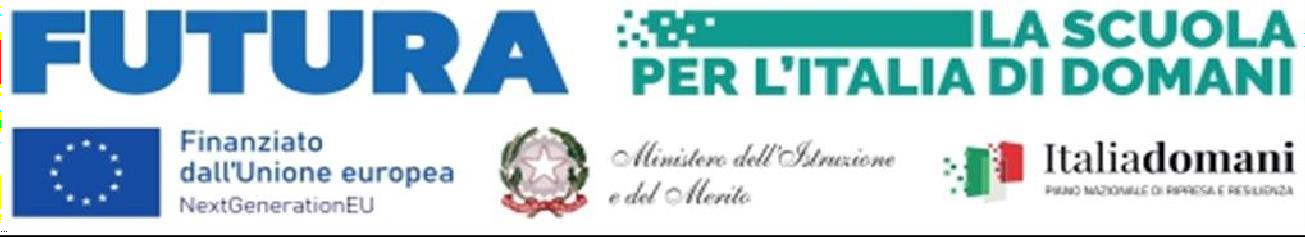 FUTURA
LA SCUOLA
PER L'ITALIA DI DOMANI
Finanziato
dall'Unione europea
NextGenerationEU
Ministero dell'Istruzione
e del Merito
Italiadomani
PIANO NAZIONALE DI RIPRESA E RESILIENZA